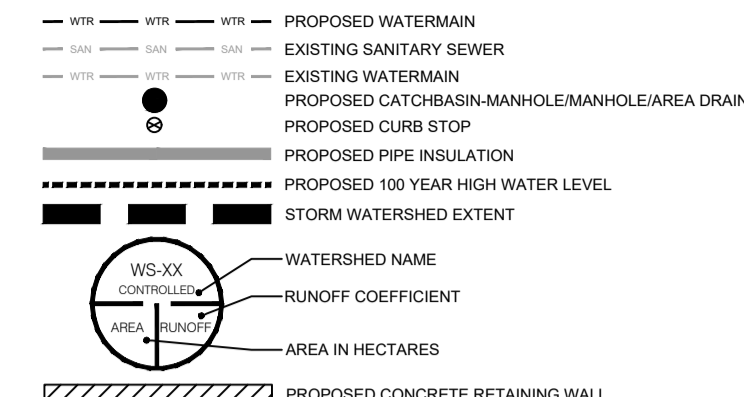 WTR WTR WTR PROPOSED WATERMAIN
SAN SAN SAN EXISTING SANITARY SEWER
WTR WTR WTR EXISTING WATERMAIN
PROPOSED CATCHBASIN-MANHOLE/MANHOLE/AREA DRAIN
PROPOSED CURB STOP
PROPOSED PIPE INSULATION
PROPOSED 100 YEAR HIGH WATER LEVEL
STORM WATERSHED EXTENT
WATERSHED NAME
WS-XX
CONTROLLED
RUNOFF COEFFICIENT
AREA RUNOFF
AREA IN HECTARES
PROPOSED CONCRETE RETAINING WALL